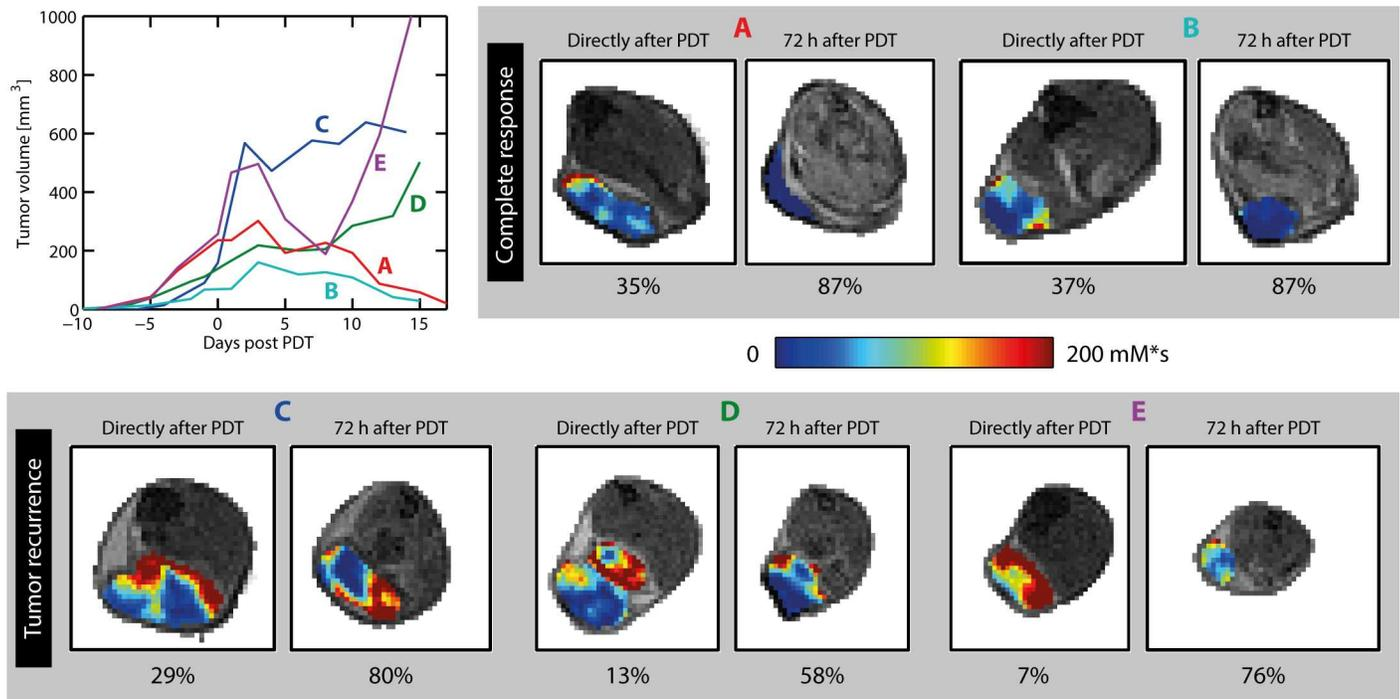 1000
800
600
400
200
0
Tumor volume [mm 3]
−10
−5
0
5
10
15
Days post PDT
C
E
D
A
B
Complete response
A
B
Directly after PDT
72 h after PDT
Directly after PDT
72 h after PDT
35%
87%
37%
87%
0
200 mM*s
Tumor recurrence
C
D
E
Directly after PDT
72 h after PDT
Directly after PDT
72 h after PDT
Directly after PDT
72 h after PDT
29%
80%
13%
58%
7%
76%